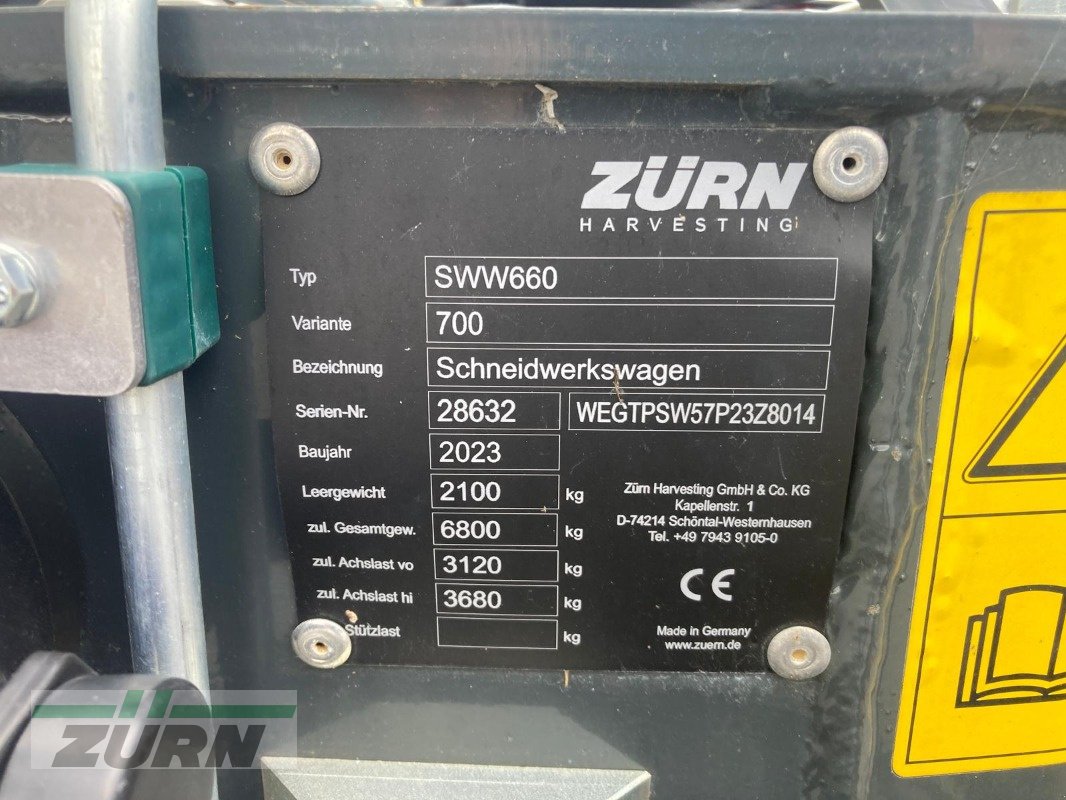 ZÜRN
HARVESTING
Typ SWW660
Variante 700
Bezeichnung Schneidwerkswagen
Serien-Nr. 28632 WEGTPSW57P23Z8014
Baujahr 2023
Leergewicht 2100 kg
zul. Gesamtgew. 6800 kg
zul. Achslast vo 3120 kg
zul. Achslast hi 3680 kg
Stützlast kg
Zürn Harvesting GmbH & Co. KG
Kapellenstr. 1
D-74214 Schöntal-Westernhausen
Tel. +49 7943 9105-0
CE
Made in Germany
www.zuern.de
ZÜRN